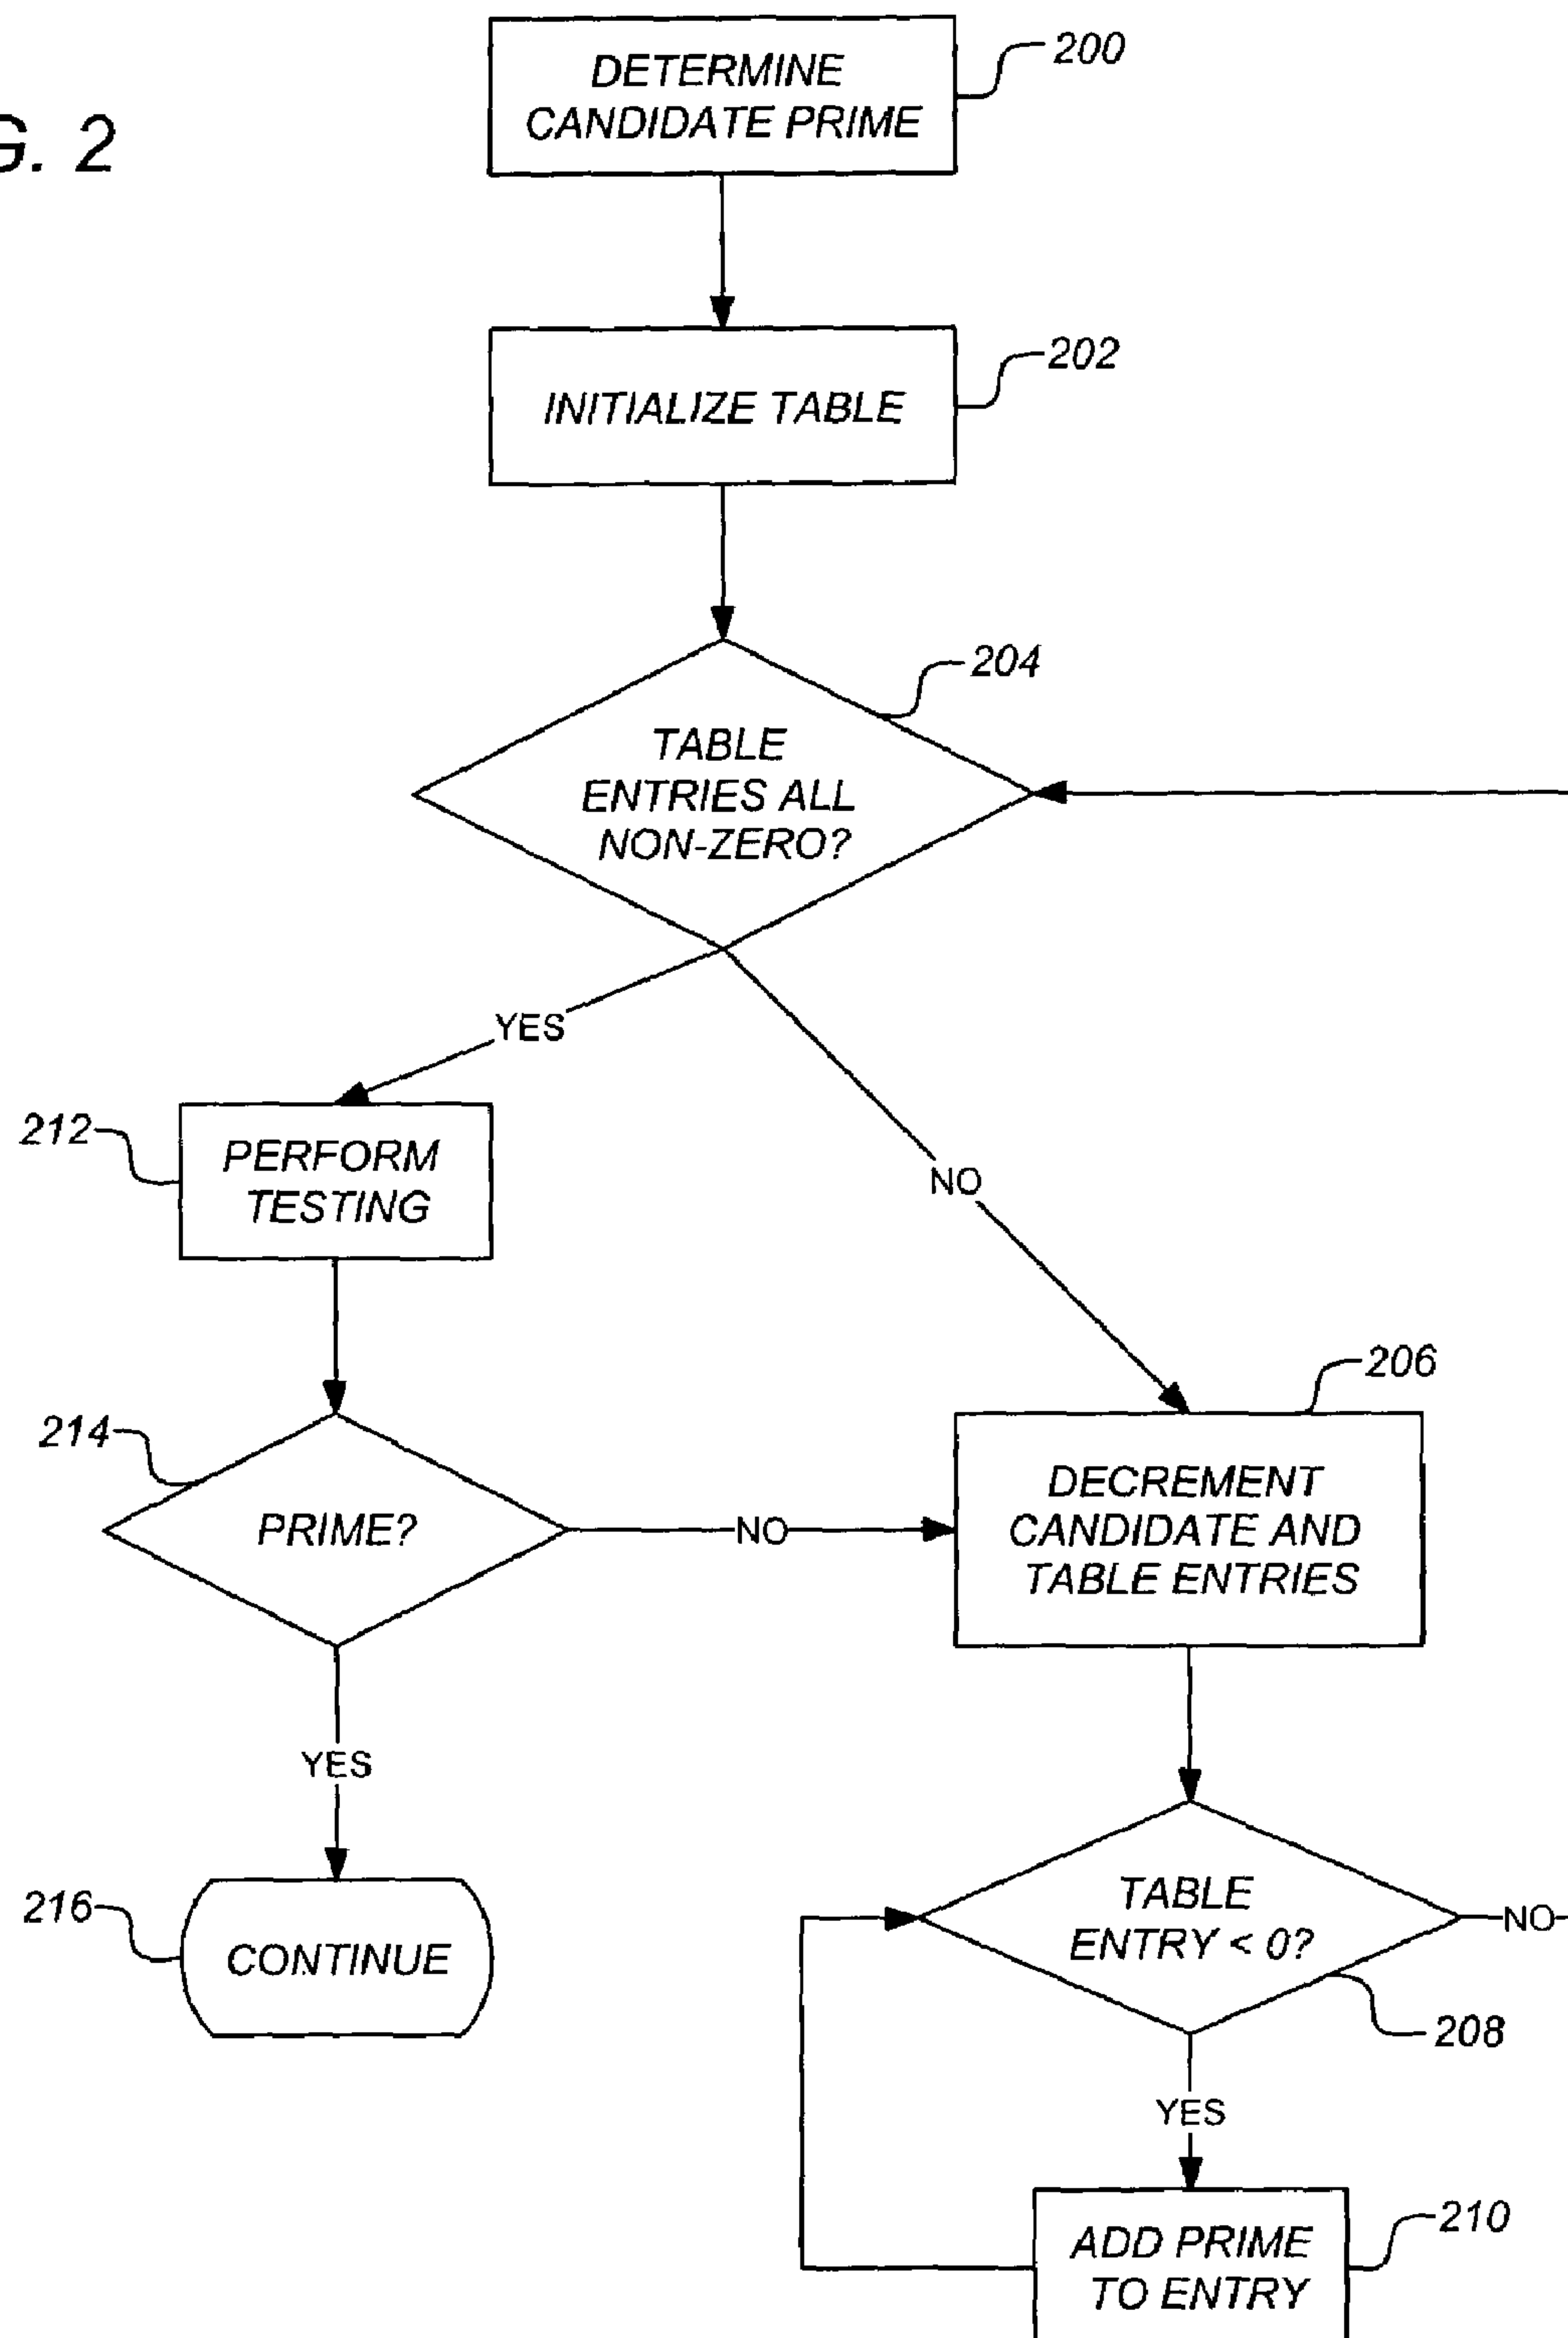 G. 2
DETERMINE
CANDIDATE PRIME
200
INITIALIZE TABLE
202
204
TABLE
ENTRIES ALL
NON-ZERO?
YES
NO
212
PERFORM
TESTING
206
214
PRIME?
NO
DECREMENT
CANDIDATE AND
TABLE ENTRIES
YES
216
CONTINUE
TABLE
ENTRY < 0?
NO
208
YES
ADD PRIME
TO ENTRY
210